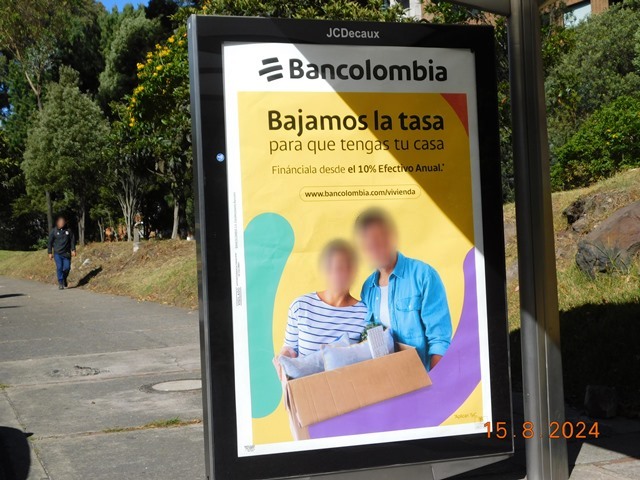 JCDecaux
Bancolombia
Bajamos la tasa
para que tengas tu casa
Finánciala desde el 10% Efectivo Anual.*
www.bancolombia.com/vivienda
15.8.2024